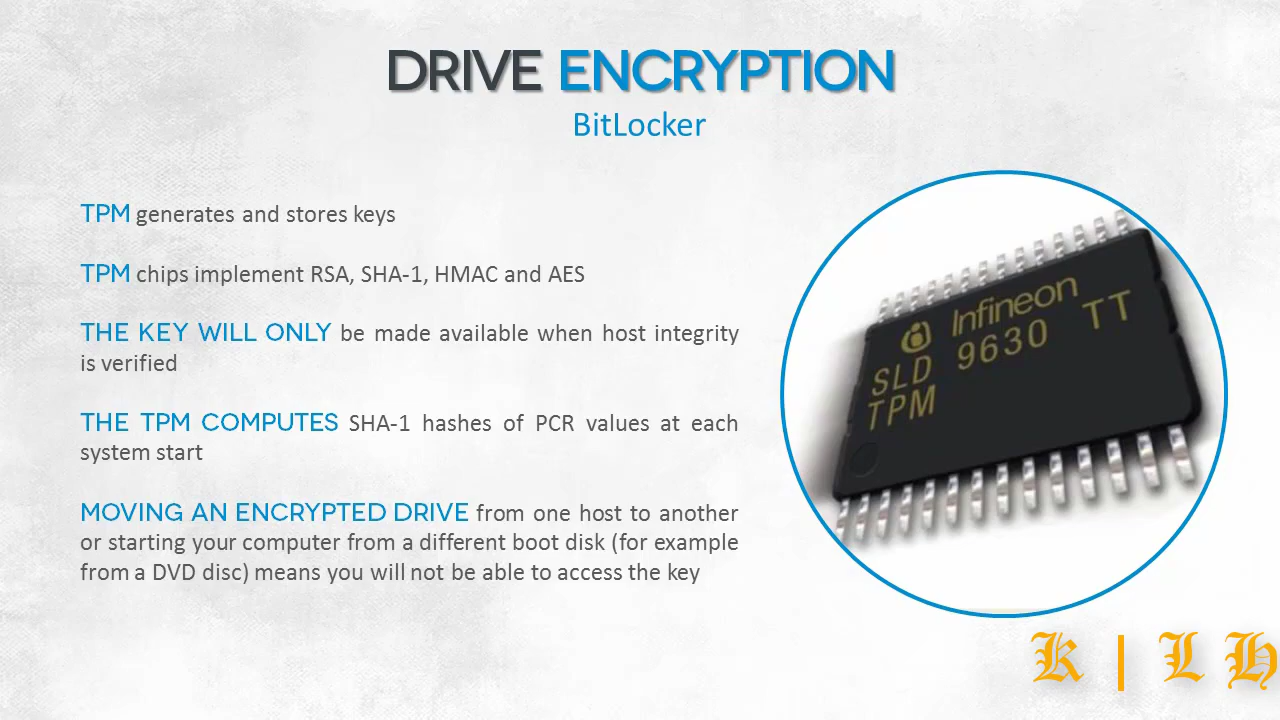 DRIVE ENCRYPTION
BitLocker
TPM generates and stores keys
TPM chips implement RSA, SHA-1, HMAC and AES
THE KEY WILL ONLY be made available when host integrity
is verified
THE TPM COMPUTES SHA-1 hashes of PCR values at each
system start
MOVING AN ENCRYPTED DRIVE from one host to another
or starting your computer from a different boot disk (for example
from a DVD disc) means you will not be able to access the key
Infineon
SLD 9630 TT
TPM
K | L H